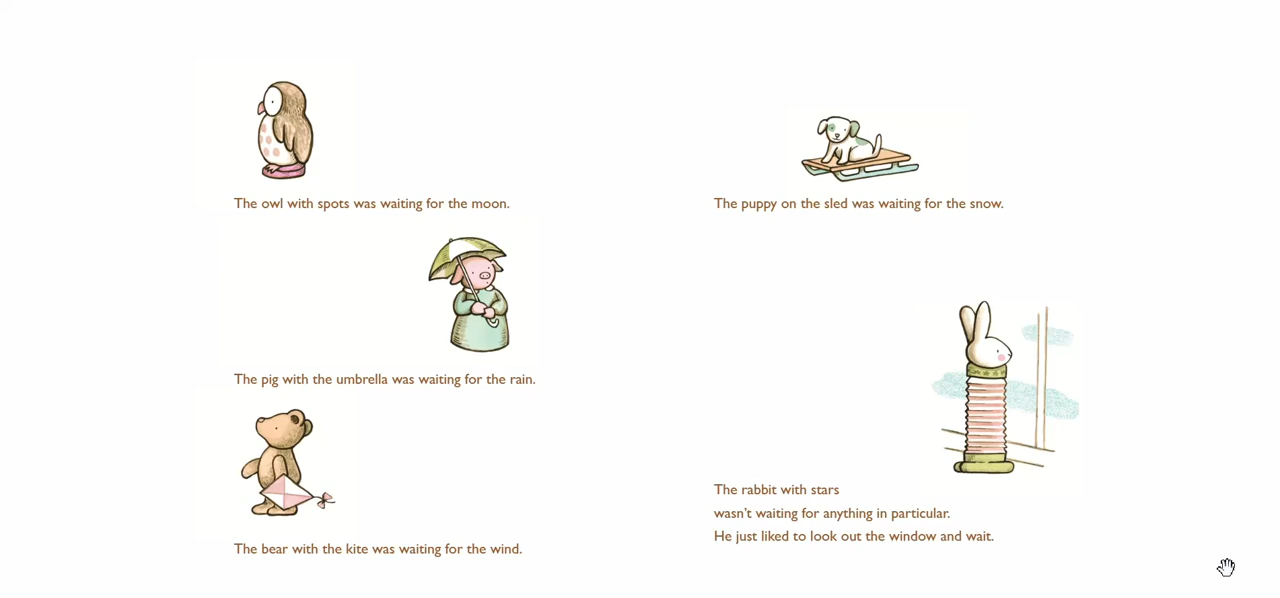 The owl with spots was waiting for the moon.
The pig with the umbrella was waiting for the rain.
The bear with the kite was waiting for the wind.
The puppy on the sled was waiting for the snow.
The rabbit with stars
wasn’t waiting for anything in particular.
He just liked to look out the window and wait.